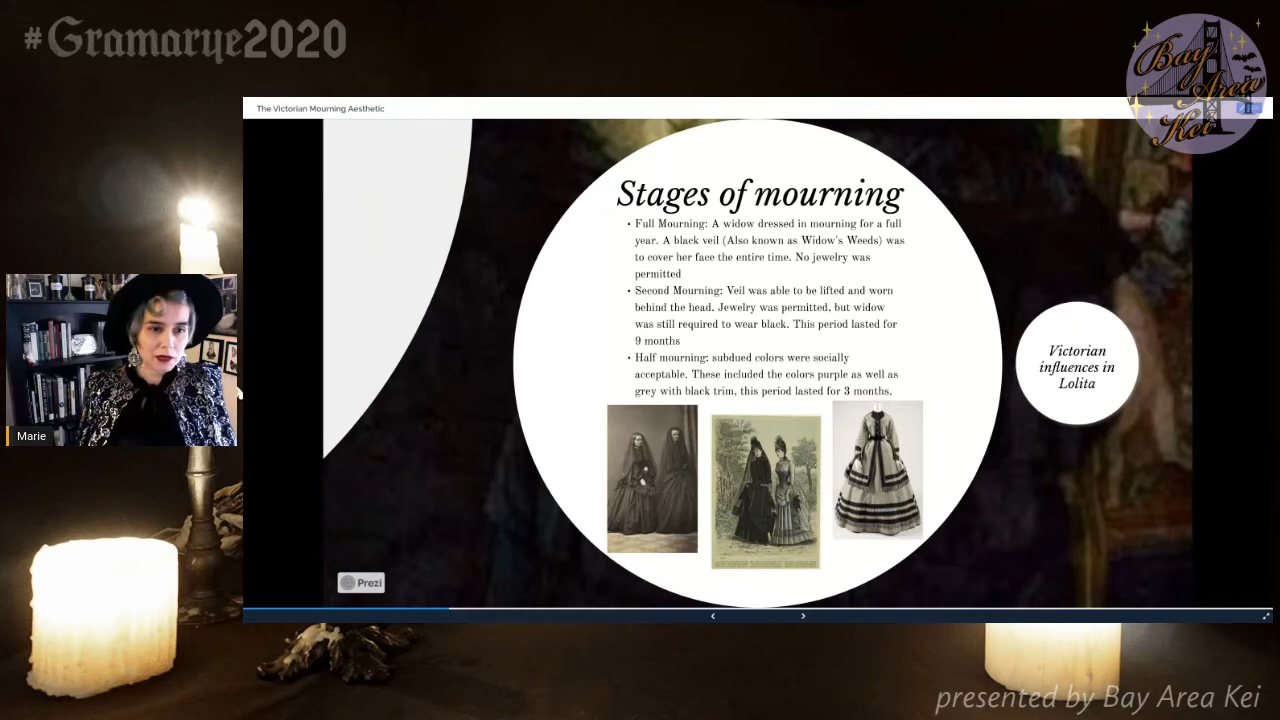 #Gramarye2020
Bay
Area
Kei
The Victorian Mourning Aesthetic
Stages of mourning
• Full Mourning: A widow dressed in mourning for a full
year. A black veil (Also known as Widow's Weeds) was
to cover her face the entire time. No jewelry was
permitted
• Second Mourning: Veil was able to be lifted and worn
behind the head. Jewelry was permitted, but widow
was still required to wear black. This period lasted for
9 months
• Half mourning: subdued colors were socially
acceptable. These included the colors purple as well as
grey with black trim, this period lasted for 3 months.
Victorian
influences in
Lolita
Marie
Prezi
presented by Bay Area Kei